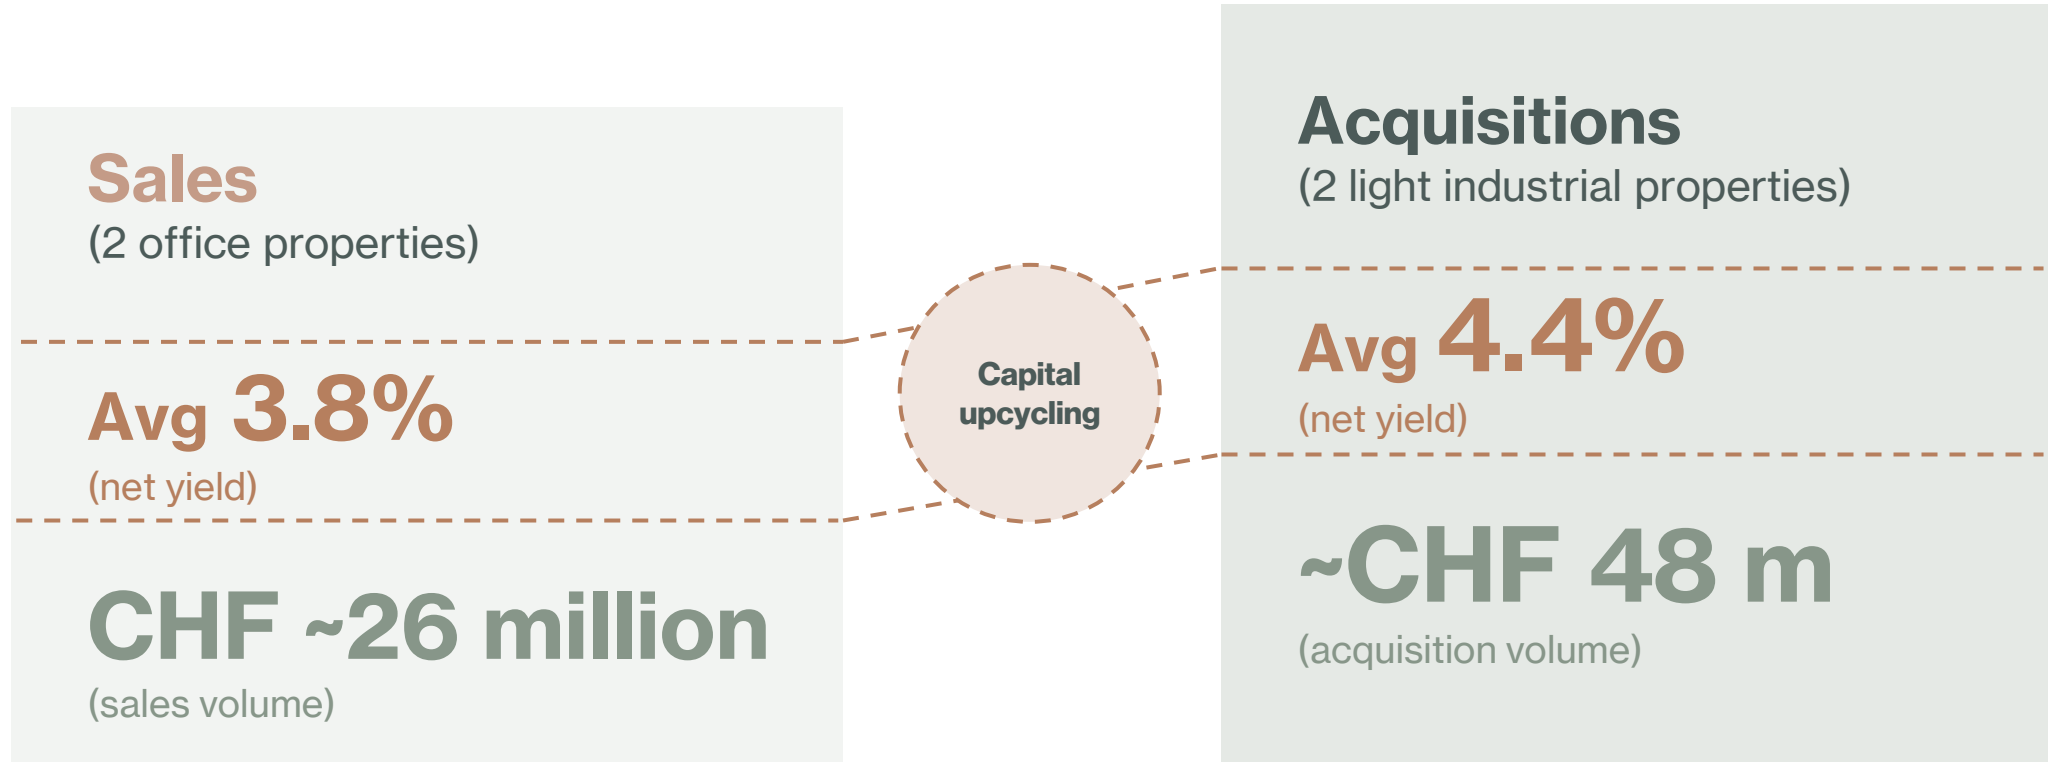 Sales
(2 office properties)
Avg 3.8%
(net yield)
CHF ~26 million
(sales volume)
Capital
upcycling
Acquisitions
(2 light industrial properties)
Avg 4.4%
(net yield)
~CHF 48 m
(acquisition volume)